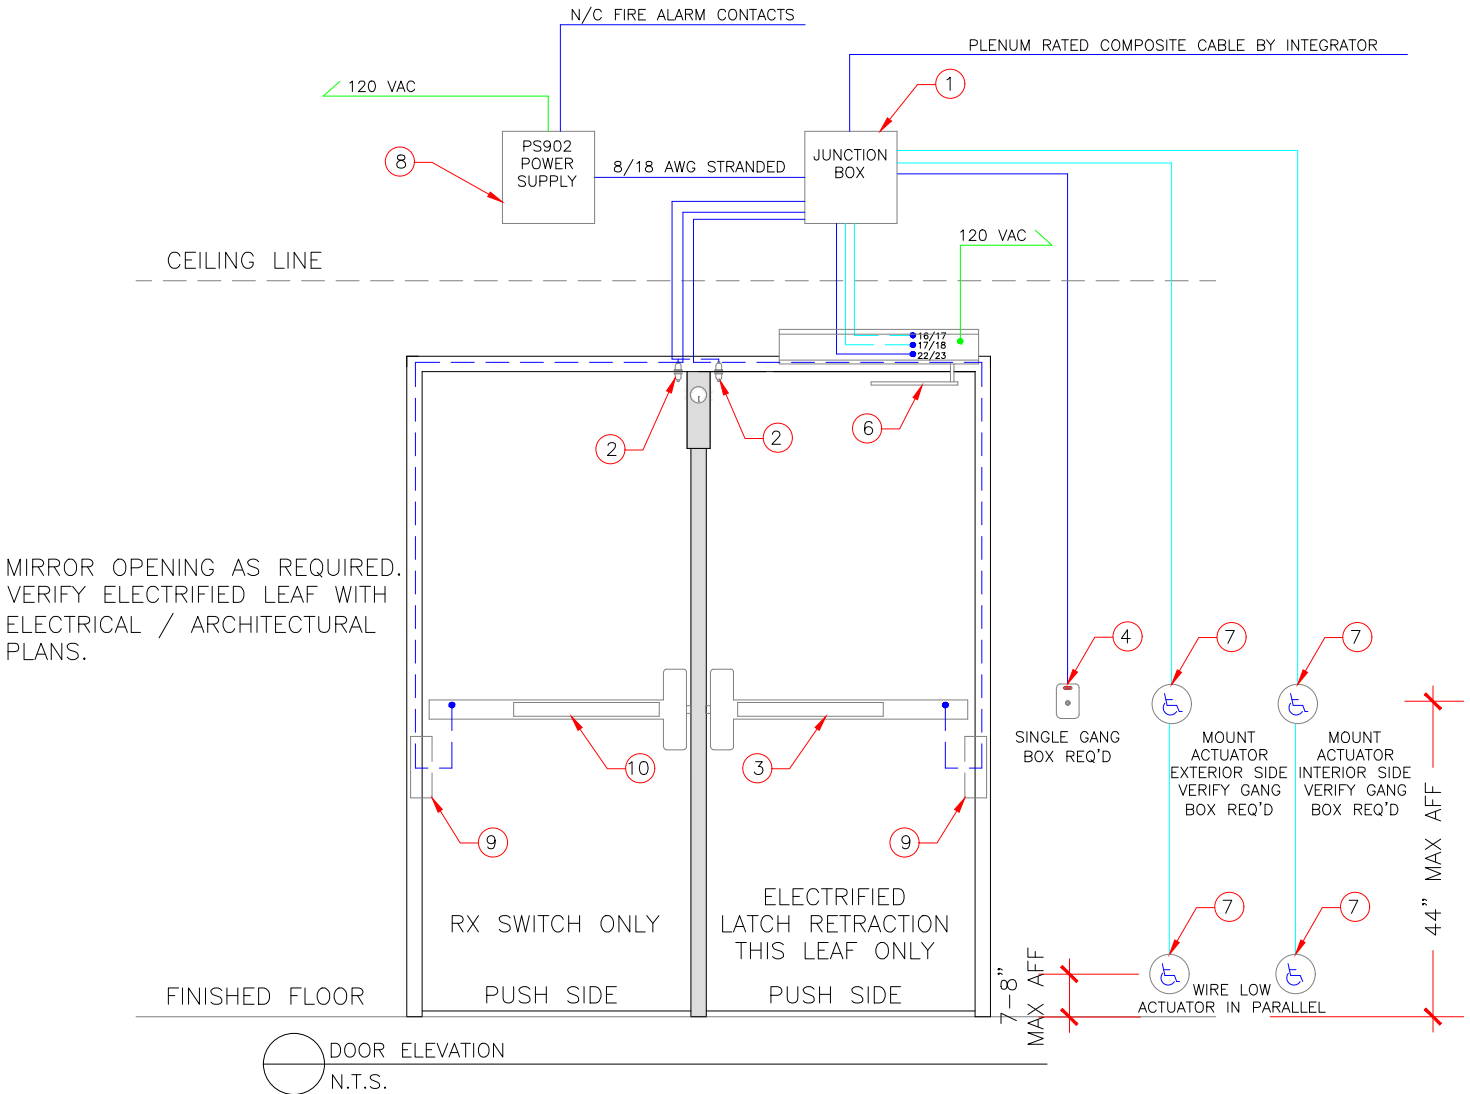 N/C FIRE ALARM CONTACTS
PLENUM RATED COMPOSITE CABLE BY INTEGRATOR
120 VAC
1
PS902
POWER
SUPPLY
8
8/18 AWG STRANDED
JUNCTION
BOX
120 VAC
CEILING LINE
16/17
17/18
22/23
2
2
6
MIRROR OPENING AS REQUIRED.
VERIFY ELECTRIFIED LEAF WITH
ELECTRICAL / ARCHITECTURAL
PLANS.
4
7
7
SINGLE GANG
BOX REQ'D
MOUNT
ACTUATOR
EXTERIOR SIDE
VERIFY GANG
BOX REQ'D
MOUNT
ACTUATOR
INTERIOR SIDE
VERIFY GANG
BOX REQ'D
10
3
9
9
44" MAX AFF
RX SWITCH ONLY
ELECTRIFIED
LATCH RETRACTION
THIS LEAF ONLY
7
7
7-8"
MAX AFF
WIRE LOW
ACTUATOR IN PARALLEL
FINISHED FLOOR
PUSH SIDE
PUSH SIDE
DOOR ELEVATION
N.T.S.